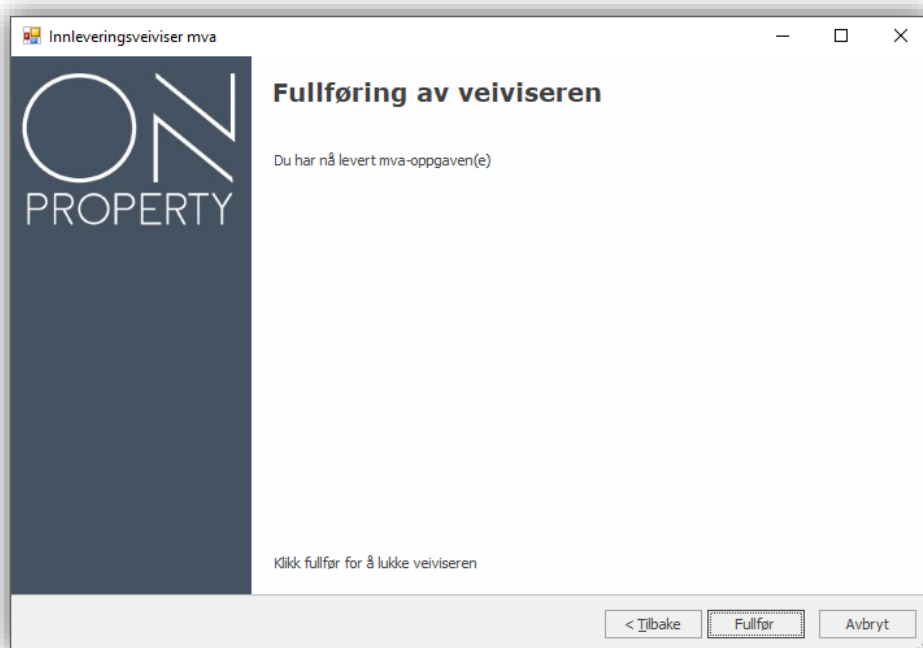 Innleveringsveiviser mva
ON
PROPERTY
Fullføring av veiviseren
Du har nå levert mva-oppgaven(e)
Klikk fullfør for å lukke veiviseren
< Tilbake
Fullfør
Avbryt